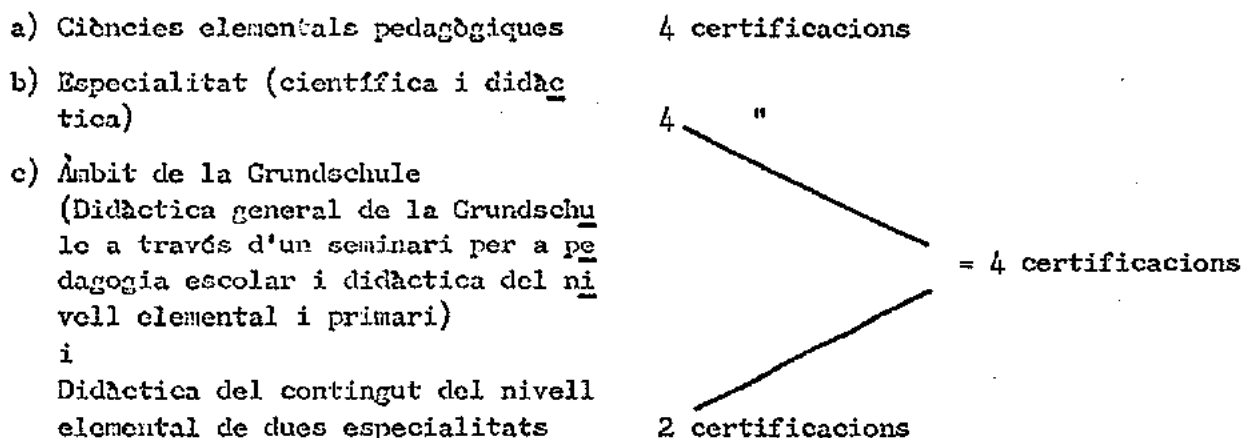 a) Ciències elementals pedagògiques 4 certificacions
b) Especialitat (científica i didàc
tica) 4 "
c) Àmbit de la Grundschule
(Didàctica general de la Grundschu
le a través d'un seminari per a pe
dagogia escolar i didàctica del ni
vell elemental i primari)
= 4 certificacions
i
Didàctica del contingut del nivell
elemental de dues especialitats 2 certificacions